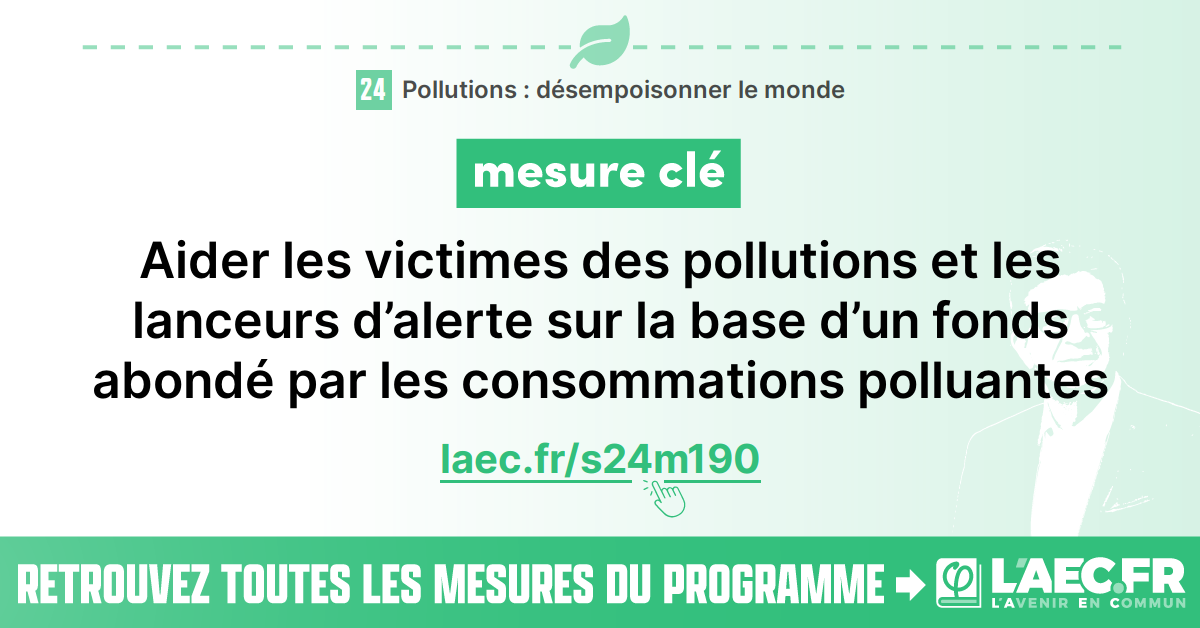 24 Pollutions : désempoisonner le monde
mesure clé
Aider les victimes des pollutions et les
lanceurs d’alerte sur la base d’un fonds
abondé par les consommations polluantes
laec.fr/s24m190
RETROUVEZ TOUTES LES MESURES DU PROGRAMME
L'AEC.FR
L'AVENIR EN COMMUN